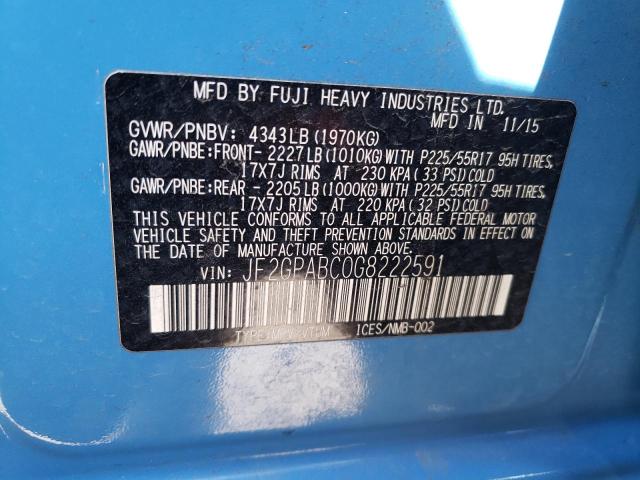 MFD BY FUJI HEAVY INDUSTRIES LTD.
MFD IN 11/15
GVWR/PNBV: 4343LB(1970KG)
GAWR/PNBE:FRONT- 2227LB(1010KG)WITH P225/55R17 95H TIRES,
17X7J RIMS AT 230 KPA(33 PSI)COLD
GAWR/PNBE:REAR - 2205LB(1000KG)WITH P225/55R17 95H TIRES,
17X7J RIMS AT 220 KPA(32 PSI)COLD
THIS VEHICLE CONFORMS TO ALL APPLICABLE FEDERAL MOTOR
VEHICLE SAFETY AND THEFT PREVENTION STANDARDS IN EFFECT ON
THE DATE OF MANUFACTURE SHOWN ABOVE.
VIN: JF2GPABC0G8222591
ICES/NMB-002